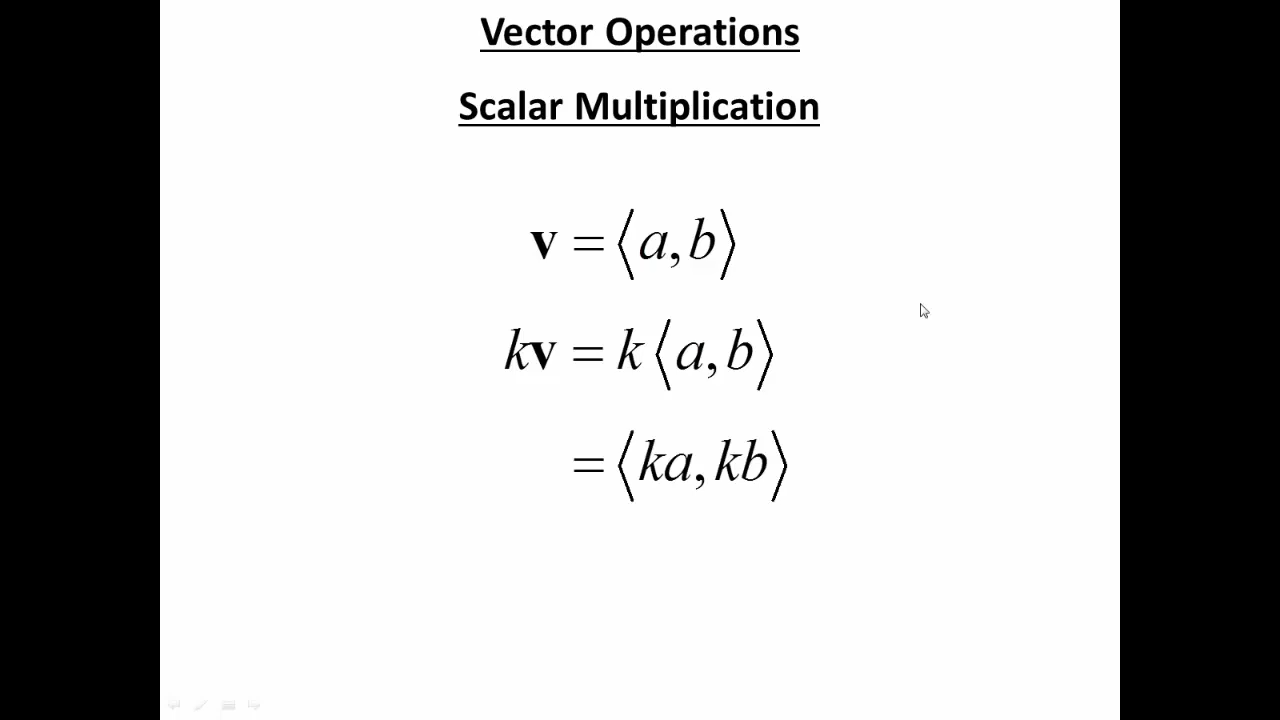 Vector Operations
Scalar Multiplication
v = ⟨a, b⟩
kv = k⟨a, b⟩
= ⟨ka, kb⟩